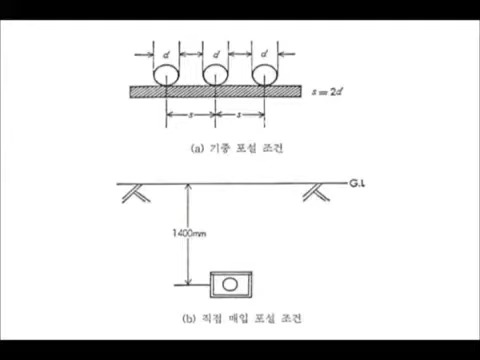 d d d
s = 2d
s s
(a) 기중 포설 조건
G.L
1400mm
(b) 직접 매입 포설 조건